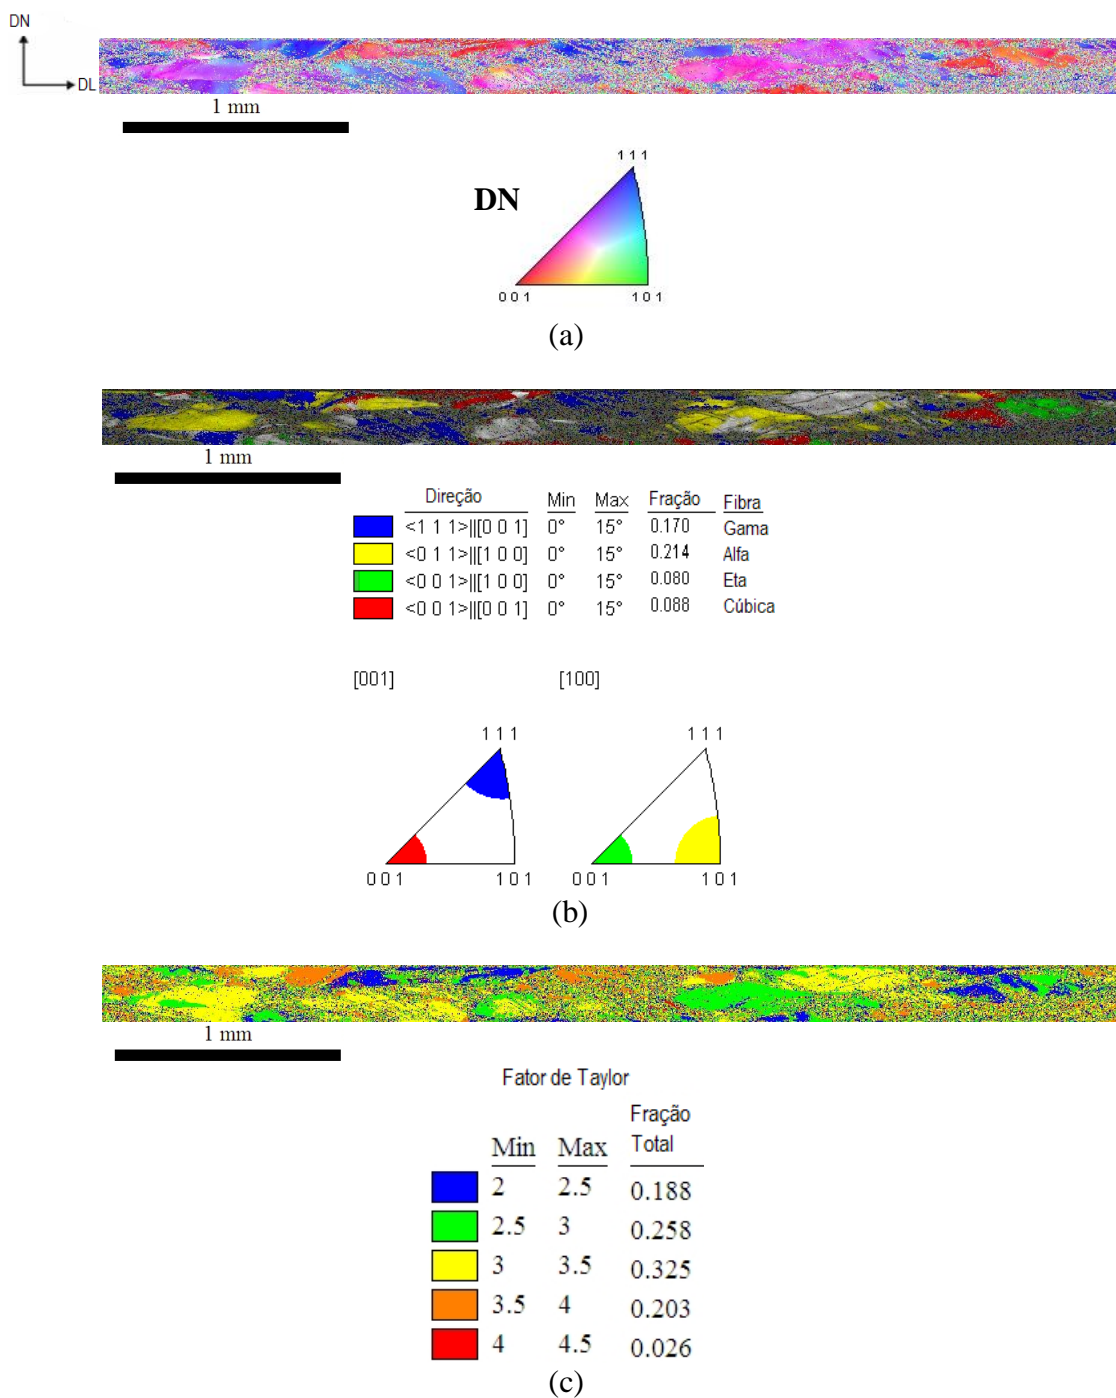 DN
DL
1 mm
1 1 1
DN
0 0 1 1 0 1
(a)
1 mm
Direção Min Max Fração Fibra
<1 1 1>||[0 0 1] 0° 15° 0.170 Gama
<0 1 1>||[1 0 0] 0° 15° 0.214 Alfa
<0 0 1>||[1 0 0] 0° 15° 0.080 Eta
<0 0 1>||[0 0 1] 0° 15° 0.088 Cúbica
[001] [100]
1 1 1 1 1 1
0 0 1 1 0 1 0 0 1 1 0 1
(b)
1 mm
Fator de Taylor
Fração
Min Max Total
2 2.5 0.188
2.5 3 0.258
3 3.5 0.325
3.5 4 0.203
4 4.5 0.026
(c)